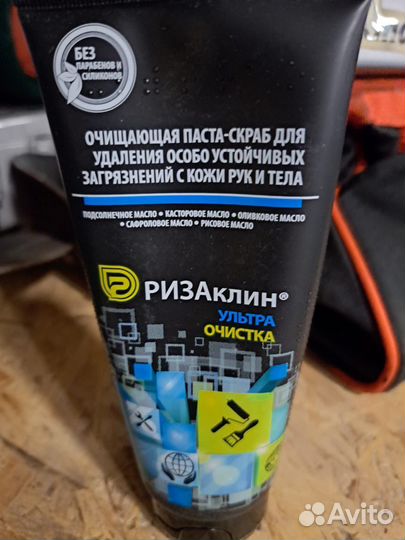 БЕЗ
ПАРАБЕНОВ И
СИЛИКОНОВ
ОЧИЩАЮЩАЯ ПАСТА-СКРАБ ДЛЯ
УДАЛЕНИЯ ОСОБО УСТОЙЧИВЫХ
ЗАГРЯЗНЕНИЙ С КОЖИ РУК И ТЕЛА
ПОДСОЛНЕЧНОЕ МАСЛО • КАСТОРОВОЕ МАСЛО • ОЛИВКОВОЕ МАСЛО •
САФРОЛОВОЕ МАСЛО • РИСОВОЕ МАСЛО
РИЗАКЛИН®
УЛЬТРА
ОЧИСТКА
Avito